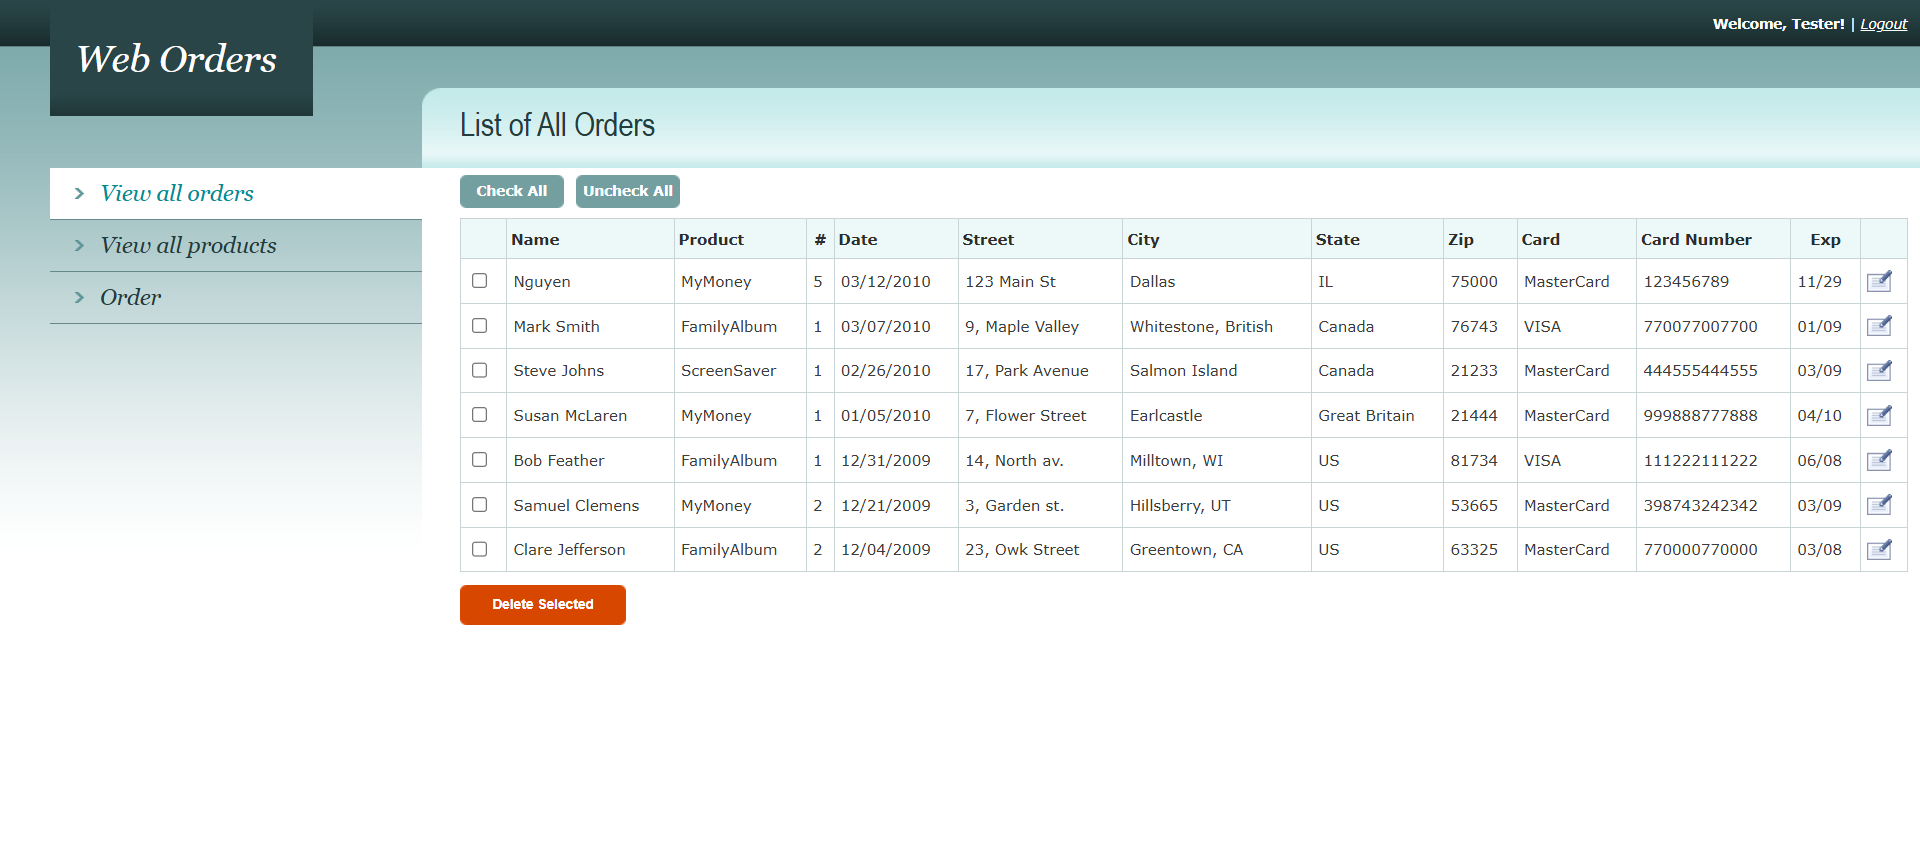 Welcome, Tester! | Logout
Web Orders
List of All Orders
View all orders
View all products
Order
Check All Uncheck All
Name Product # Date Street City State Zip Card Card Number Exp
Nguyen MyMoney 5 03/12/2010 123 Main St Dallas IL 75000 MasterCard 123456789 11/29
Mark Smith FamilyAlbum 1 03/07/2010 9, Maple Valley Whitestone, British Canada 76743 VISA 770077007700 01/09
Steve Johns ScreenSaver 1 02/26/2010 17, Park Avenue Salmon Island Canada 21233 MasterCard 444555444555 03/09
Susan McLaren MyMoney 1 01/05/2010 7, Flower Street Earlcastle Great Britain 21444 MasterCard 999888777888 04/10
Bob Feather FamilyAlbum 1 12/31/2009 14, North av. Milltown, WI US 81734 VISA 111222111222 06/08
Samuel Clemens MyMoney 2 12/21/2009 3, Garden st. Hillsberry, UT US 53665 MasterCard 398743242342 03/09
Clare Jefferson FamilyAlbum 2 12/04/2009 23, Owk Street Greentown, CA US 63325 MasterCard 770000770000 03/08
Delete Selected